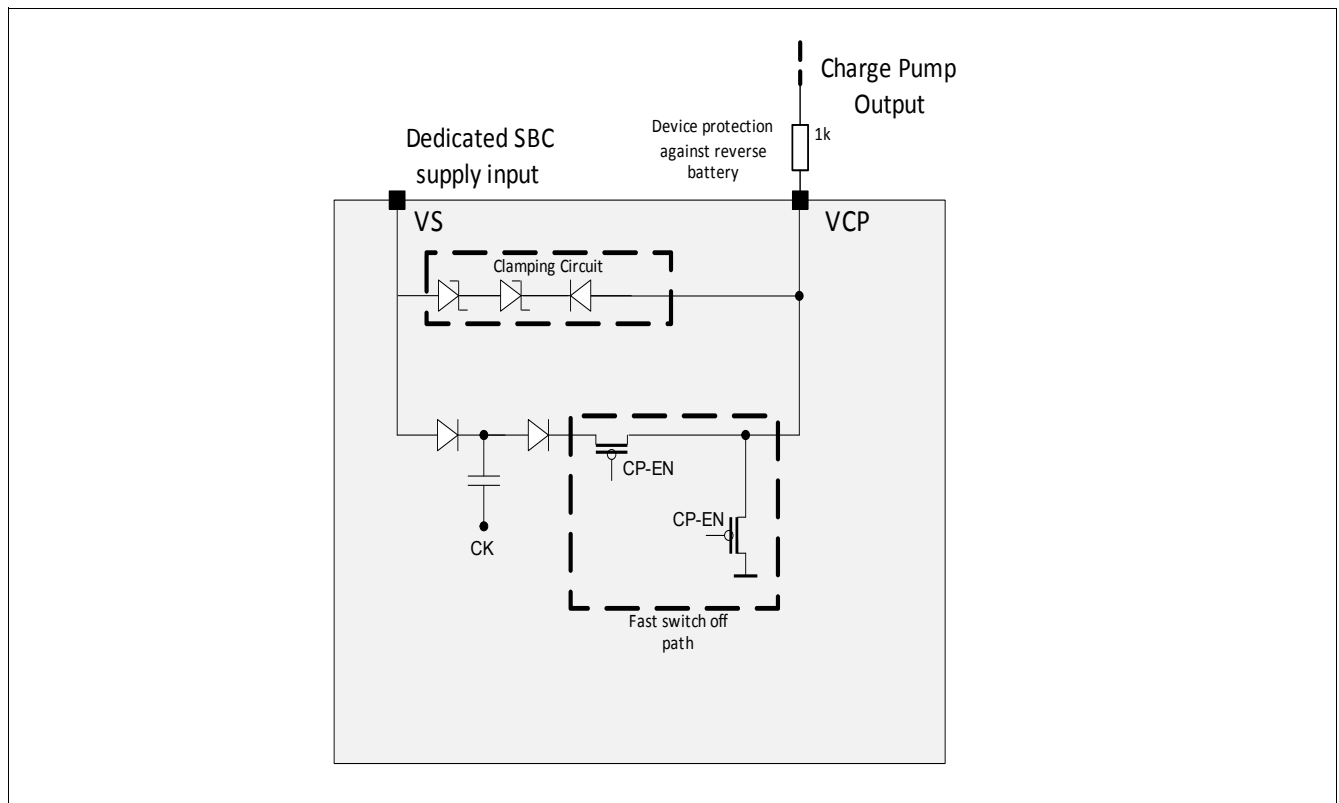 Charge Pump
Output
Device protection
against reverse
battery
1k
Dedicated SBC
supply input
VS
VCP
Clamping Circuit
CP-EN
CP-EN
CK
Fast switch off
path